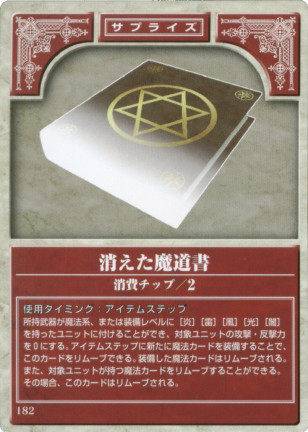 サプライズ
消えた魔道書
消費チップ/2
使用タイミング:アイテムステップ
所持武器が魔法系、または装備レベルに[炎][雷][風][光][闇]
を持ったユニットに付けることができ、対象ユニットの攻撃・反撃力
を0にする。アイテムステップに新たに魔法カードを装備することで、
このカードをリムーブできる。装備した魔法カードはリムーブされる。
また、対象ユニットが持つ魔法カードをリムーブすることができる。
その場合、このカードはリムーブされる。
182